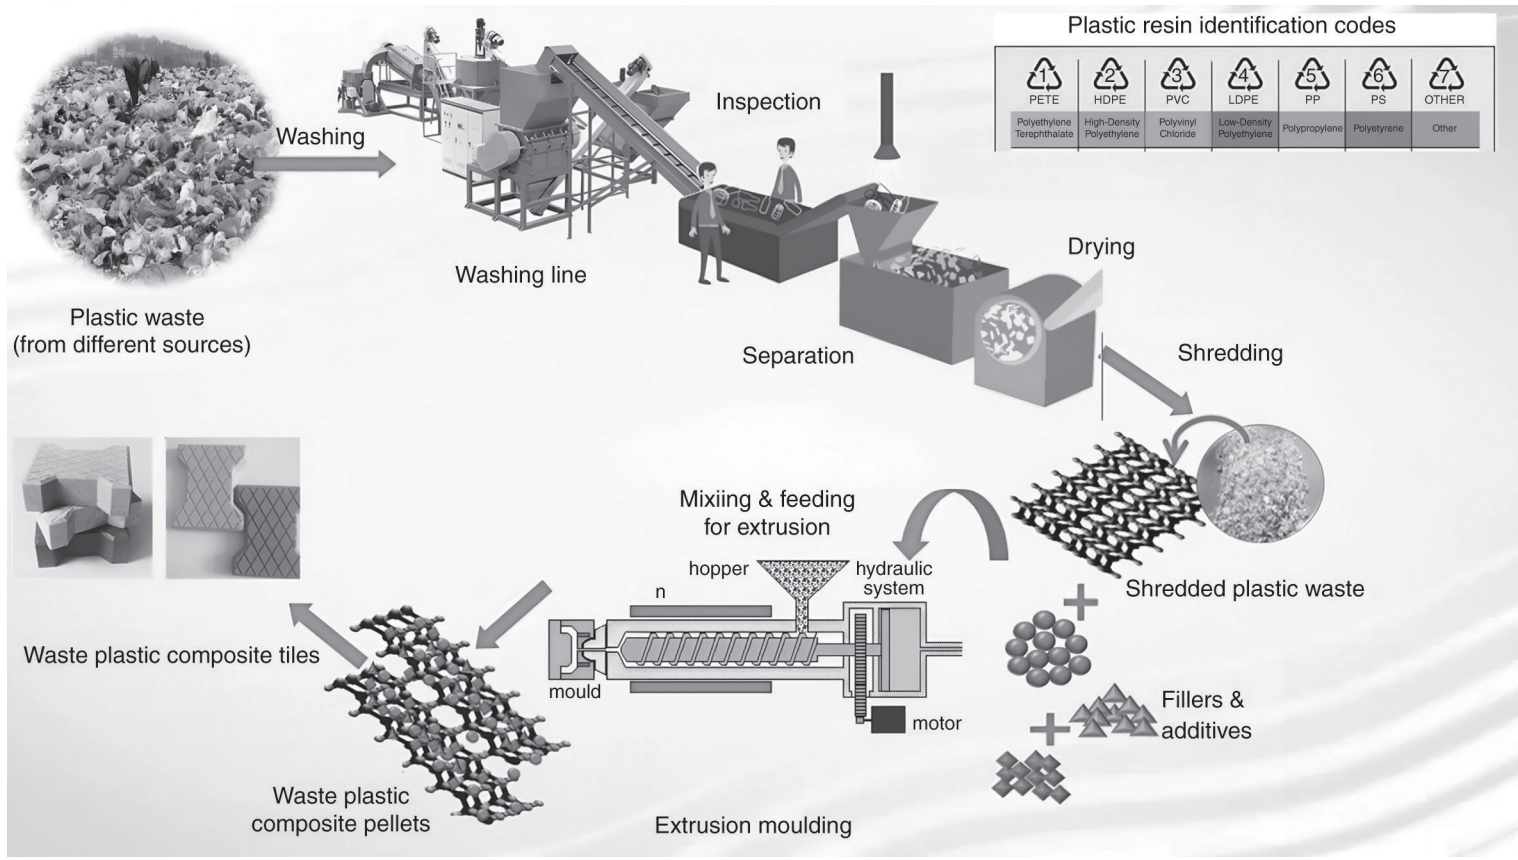 Plastic resin identification codes
1 2 3 4 5 6 7
PETE HDPE PVC LDPE PP PS OTHER
Polyethylene
Terephthalate
High-Density
Polyethylene
Polyvinyl
Chloride
Low-Density
Polyethylene
Polypropylene
Polyetyrene
Other
Washing
Inspection
Washing line
Drying
Plastic waste
(from different sources)
Separation
Shredding
Mixiing & feeding
for extrusion
hopper
hydraulic
system
n
mould
motor
Shredded plastic waste
Fillers &
additives
Waste plastic composite tiles
Waste plastic
composite pellets
Extrusion moulding